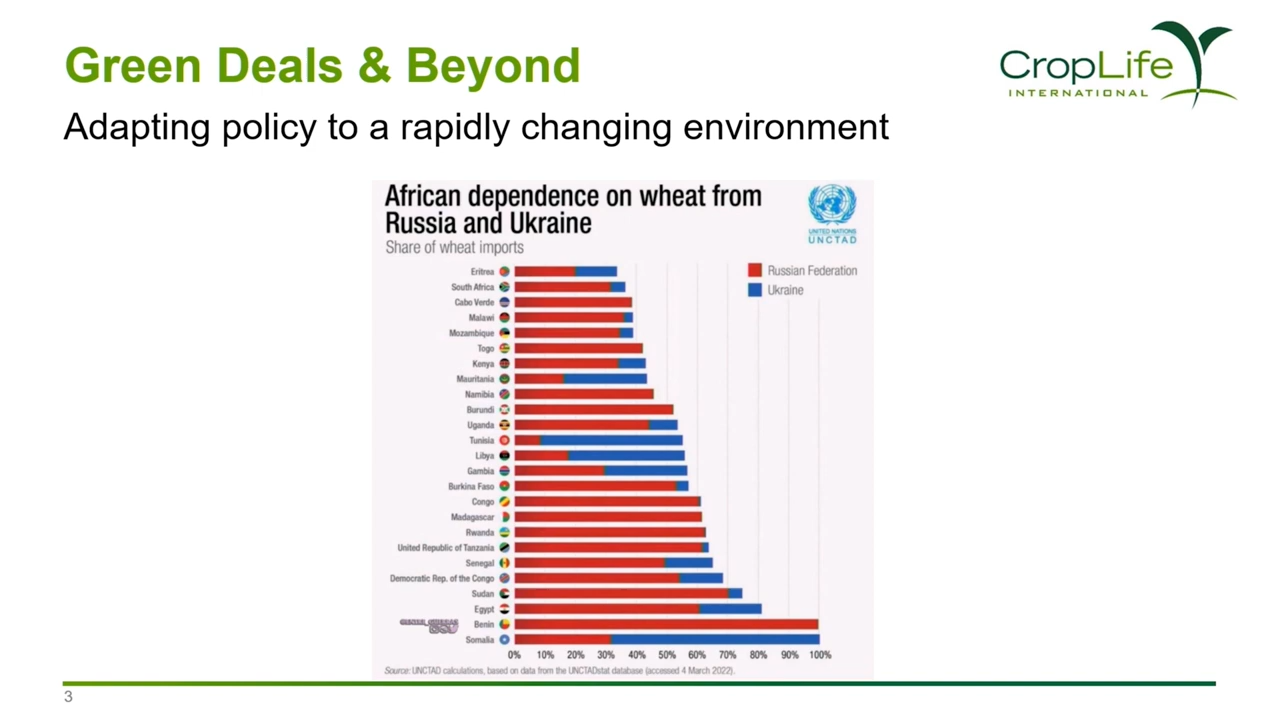 Green Deals & Beyond
CropLife
INTERNATIONAL
Adapting policy to a rapidly changing environment
African dependence on wheat from
Russia and Ukraine
UNITED NATIONS
UNCTAD
Share of wheat imports
Russian Federation
Ukraine
Eritrea
South Africa
Cabo Verde
Malawi
Mozambique
Togo
Kenya
Mauritania
Namibia
Burundi
Uganda
Tunisia
Libya
Gambia
Burkina Faso
Congo
Madagascar
Rwanda
United Republic of Tanzania
Senegal
Democratic Rep. of the Congo
Sudan
Egypt
Benin
Somalia
0% 10% 20% 30% 40% 50% 60% 70% 80% 90% 100%
Source: UNCTAD calculations, based on data from the UNCTADstat database (accessed 4 March 2022).
3